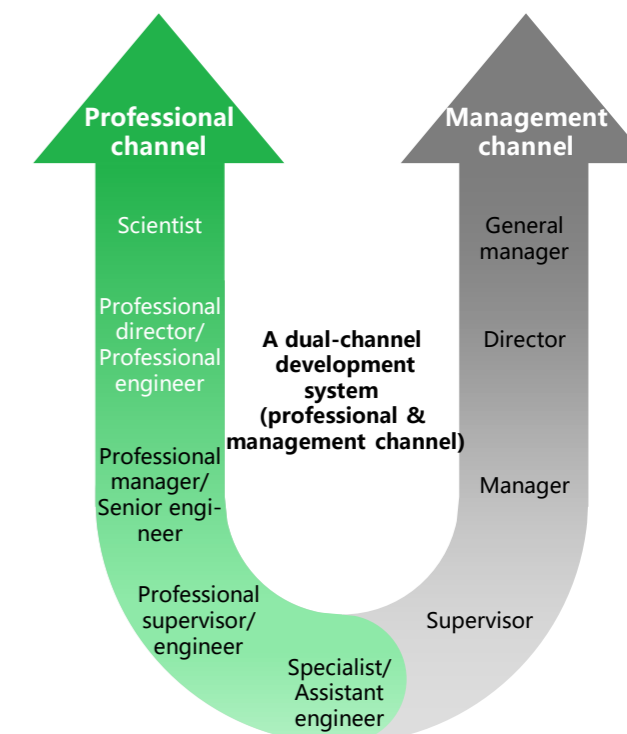 Professional
channel
Scientist
Professional
director/
Professional
engineer
Professional
manager/
Senior engi-
neer
Professional
supervisor/
engineer
Specialist/
Assistant
engineer
A dual-channel
development
system
(professional &
management channel)
Management
channel
General
manager
Director
Manager
Supervisor